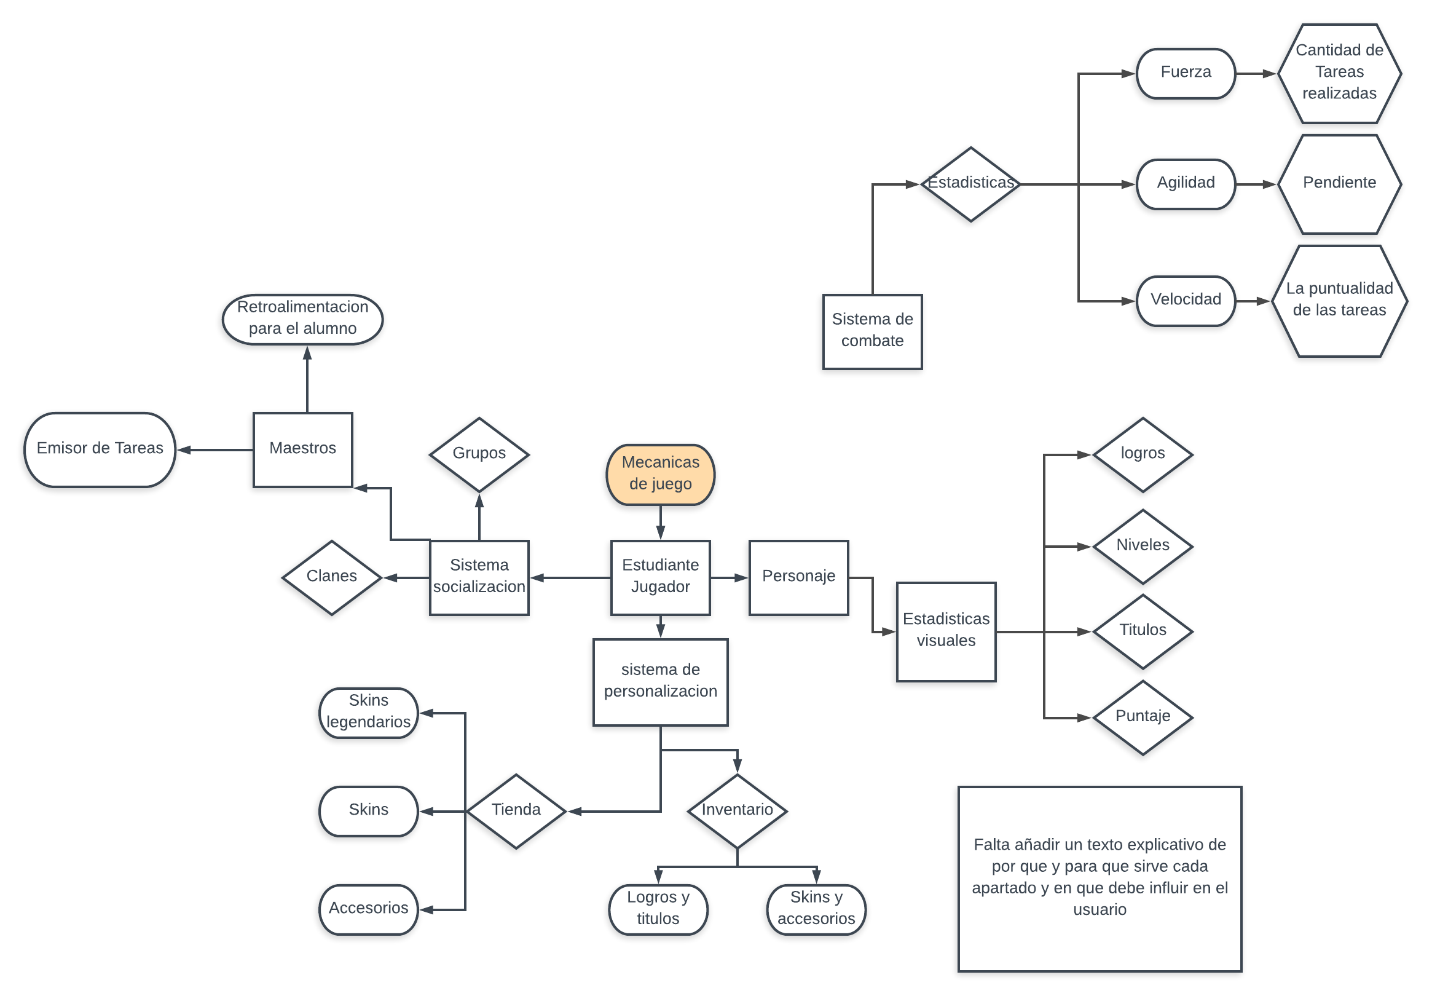 Cantidad de
Tareas
realizadas
Fuerza
Estadisticas
Agilidad
Pendiente
Velocidad
La puntualidad
de las tareas
Sistema de
combate
Retroalimentacion
para el alumno
Emisor de Tareas
Maestros
Grupos
Mecanicas
de juego
logros
Clanes
Sistema
socializacion
Estudiante
Jugador
Personaje
Niveles
Estadisticas
visuales
Titulos
sistema de
personalizacion
Puntaje
Skins
legendarios
Skins
Tienda
Inventario
Accesorios
Logros y
titulos
Skins y
accesorios
Falta añadir un texto explicativo de
por que y para que sirve cada
apartado y en que debe influir en el
usuario